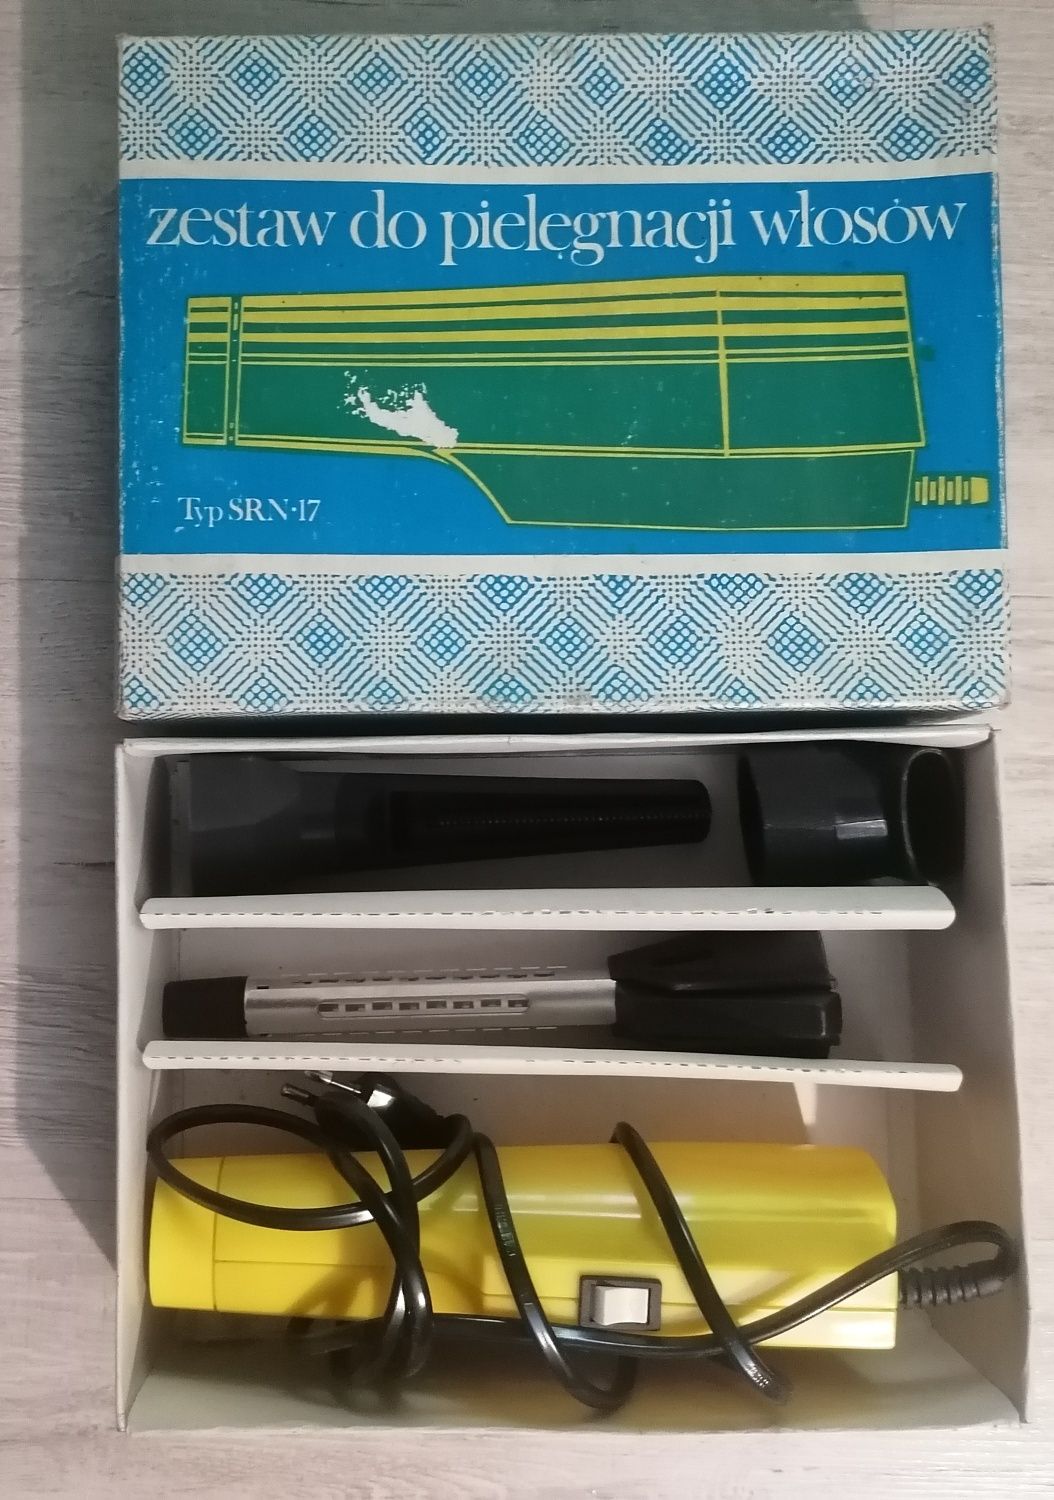 zestaw do pielęgnacji włosów
Typ SRN-17